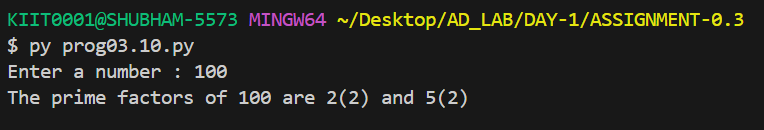 KIIT0001@SHUBHAM-5573 MINGW64 ~/Desktop/AD_LAB/DAY-1/ASSIGNMENT-0.3
$ py prog03.10.py
Enter a number : 100
The prime factors of 100 are 2(2) and 5(2)